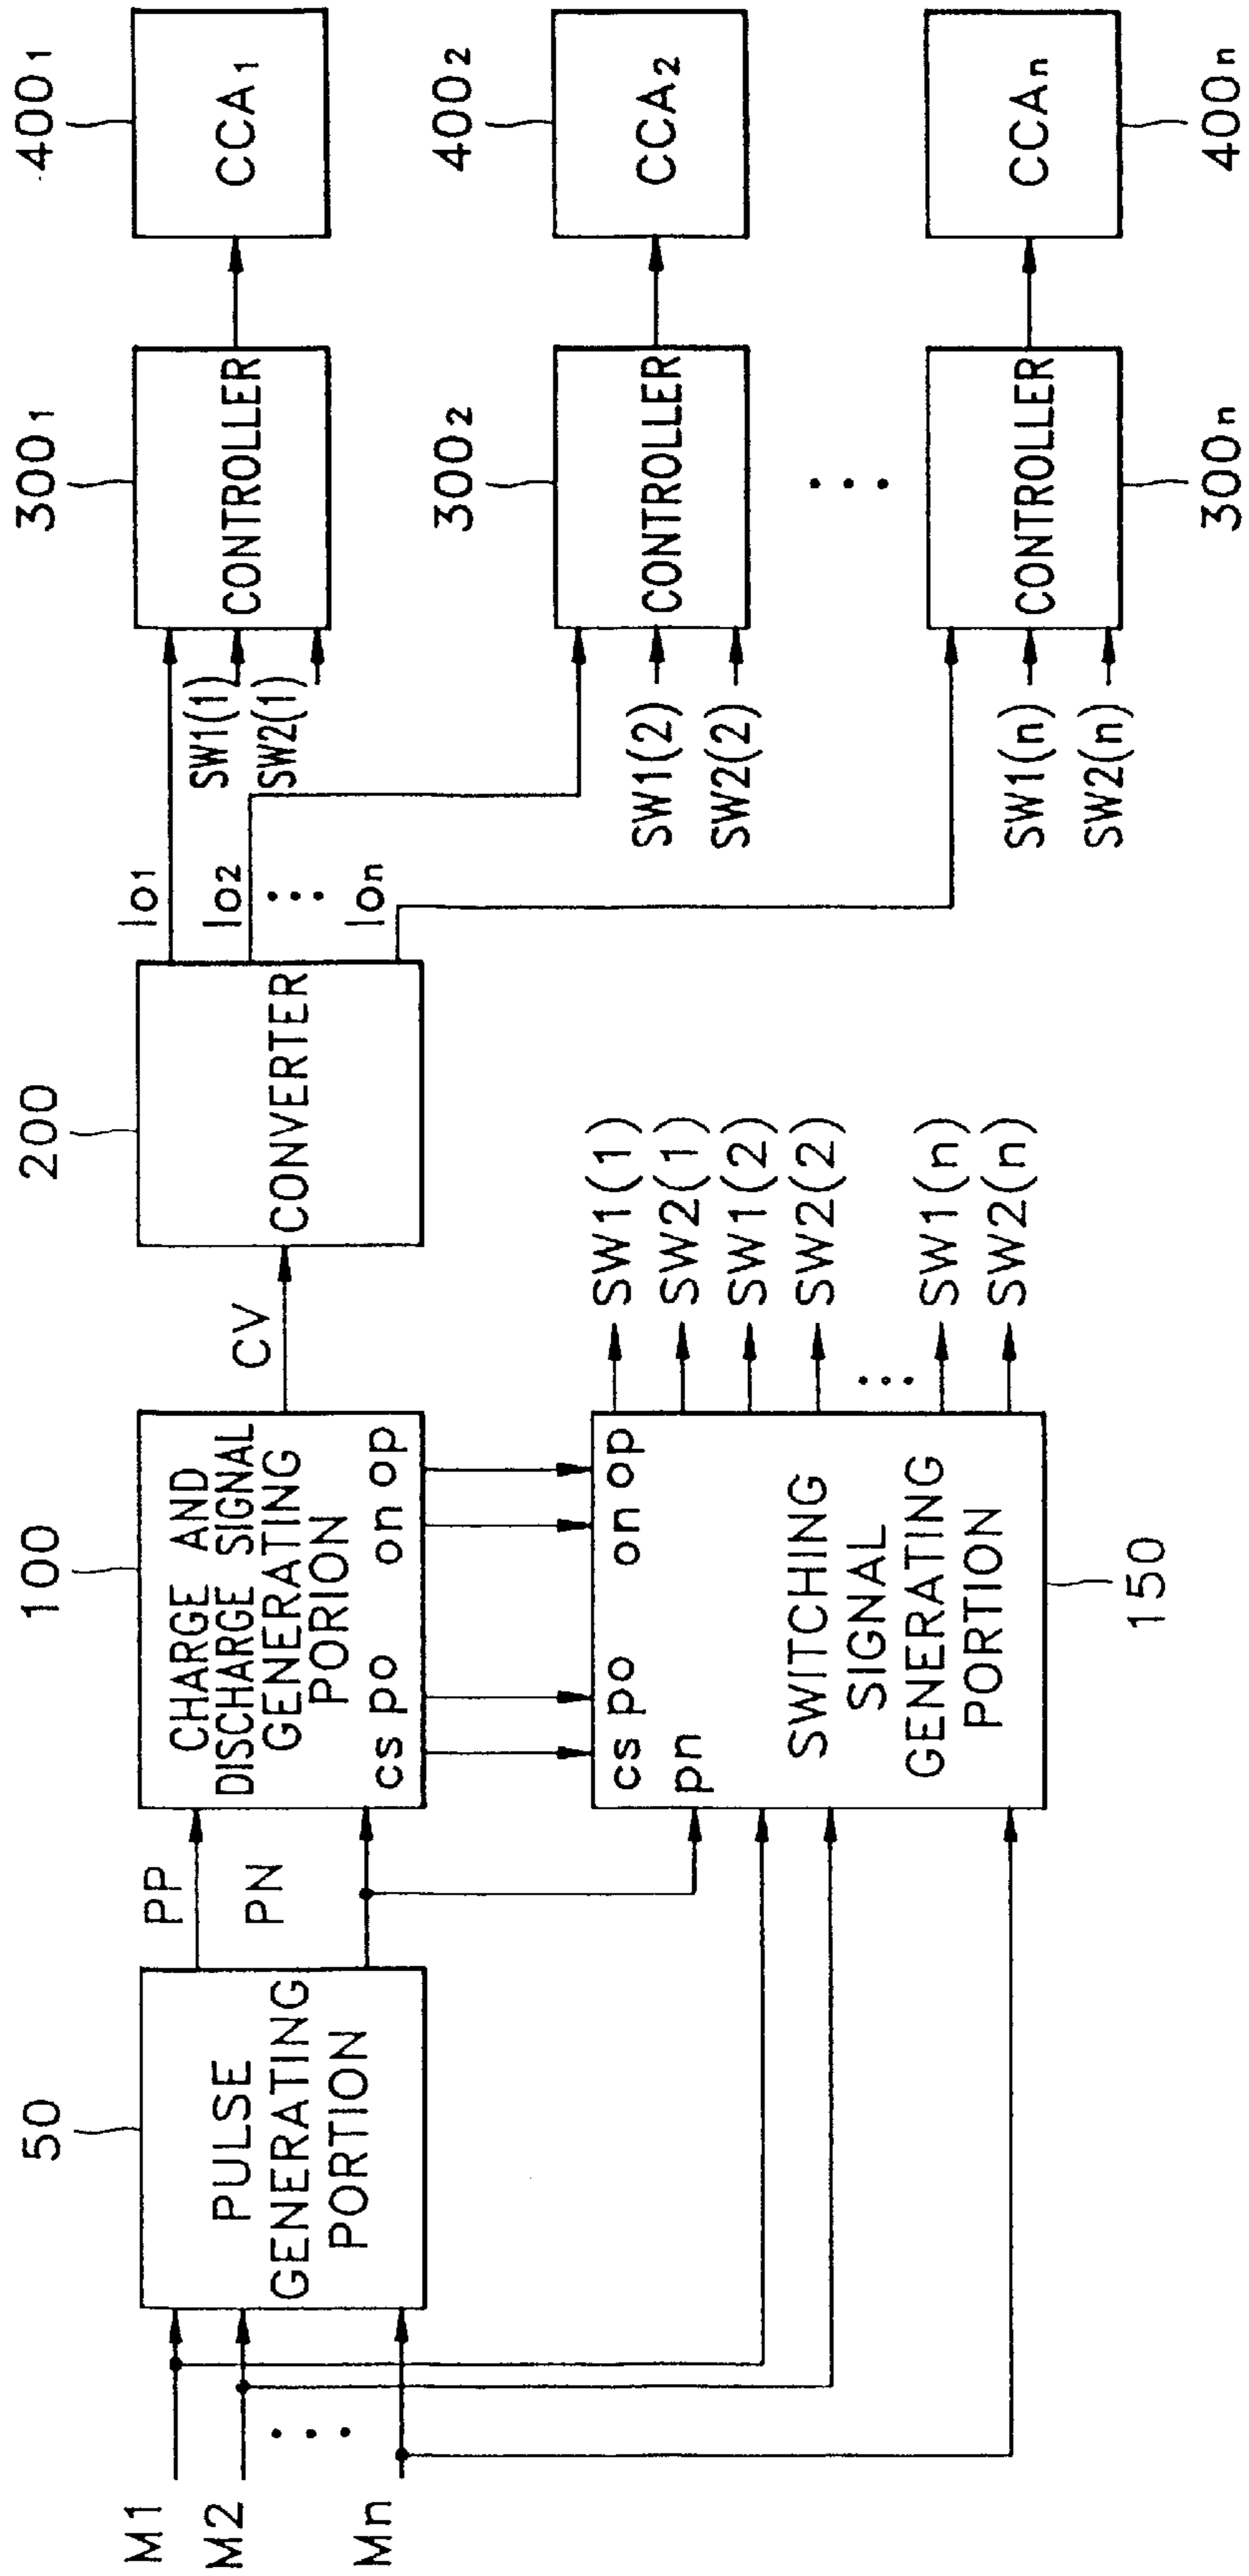 M1
M2
Mn
50
PULSE
GENERATING
PORTION
PP
PN
100
CHARGE AND
DISCHARGE SIGNAL
GENERATING
PORION
cs po on op
CV
200
CONVERTER
Io1
Io2
Ion
SW1(1)
SW2(1)
3001
CONTROLLER
4001
CCA1
SW1(2)
SW2(2)
3002
CONTROLLER
4002
CCA2
SW1(n)
SW2(n)
CONTROLLER
300n
CCAn
400n
cs po on op
pn
SWITCHING
SIGNAL
GENERATING
PORTION
150
SW1(1)
SW2(1)
SW1(2)
SW2(2)
SW1(n)
SW2(n)